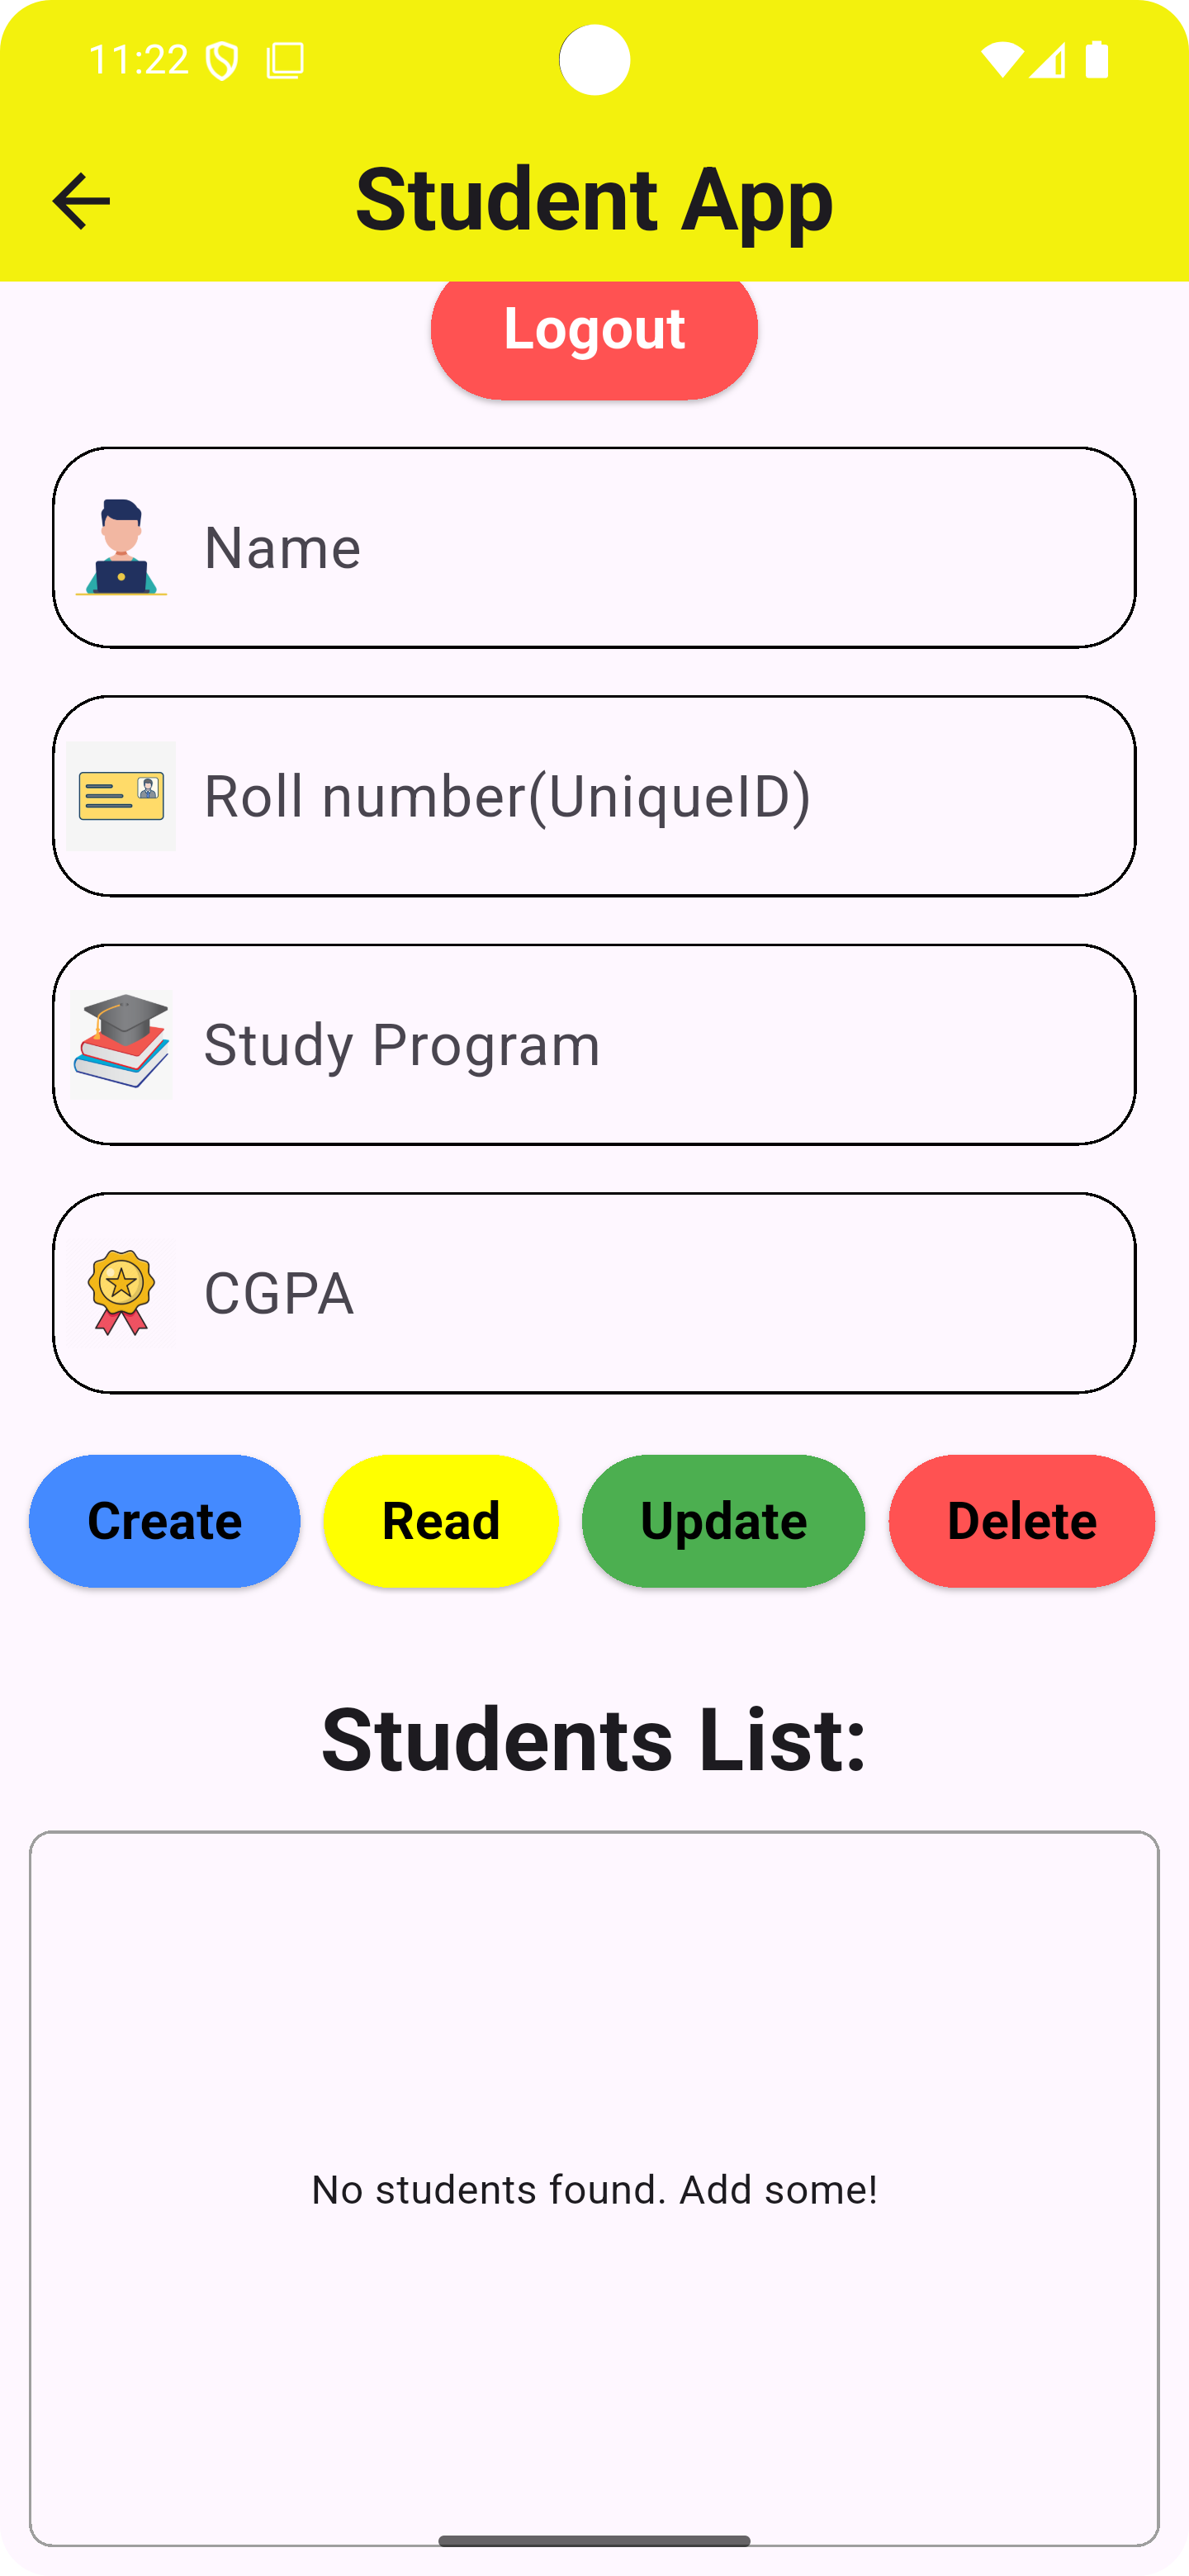 11:22
Student App
Logout
Name
Roll number(UniqueID)
Study Program
CGPA
Create Read Update Delete
Students List:
No students found. Add some!